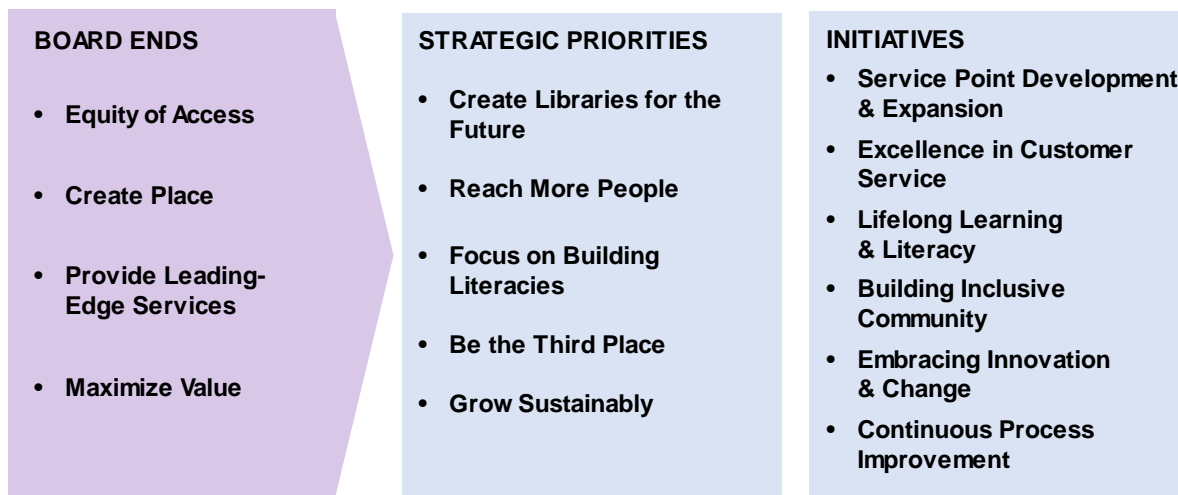 BOARD ENDS
• Equity of Access
• Create Place
• Provide Leading-
Edge Services
• Maximize Value
STRATEGIC PRIORITIES
• Create Libraries for the
Future
• Reach More People
• Focus on Building
Literacies
• Be the Third Place
• Grow Sustainably
INITIATIVES
• Service Point Development
& Expansion
• Excellence in Customer
Service
• Lifelong Learning
& Literacy
• Building Inclusive
Community
• Embracing Innovation
& Change
• Continuous Process
Improvement